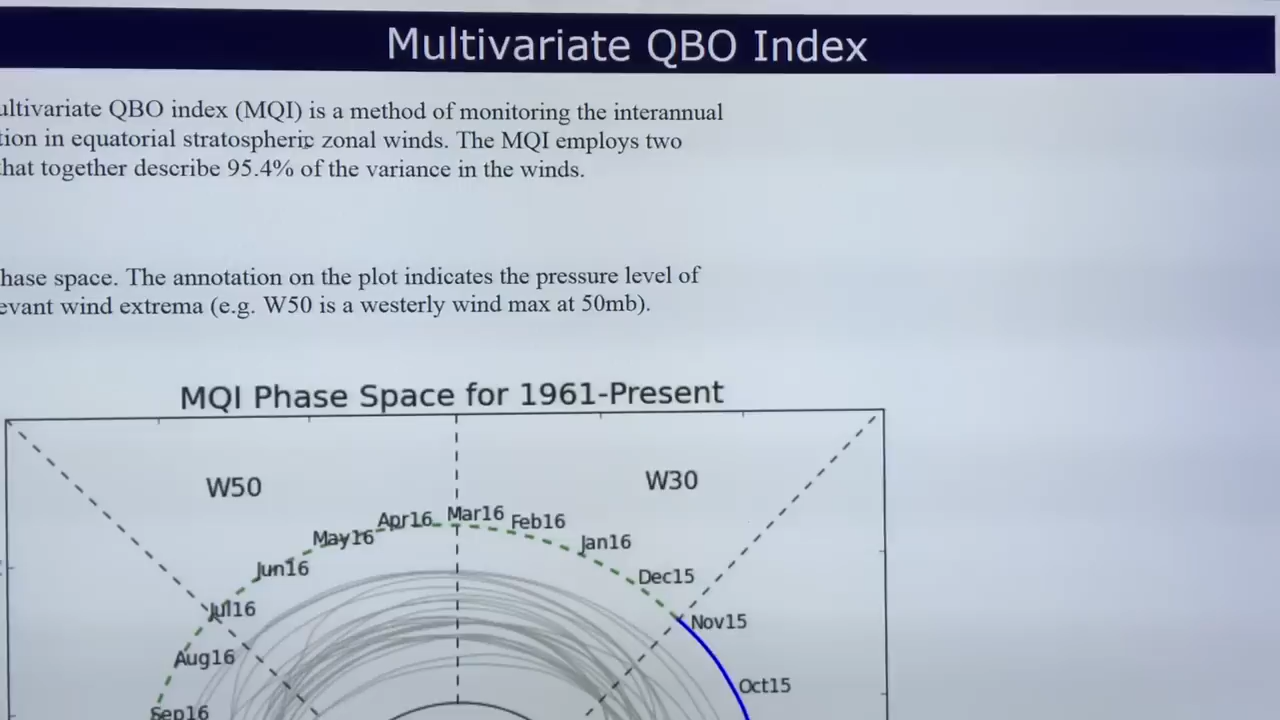 Multivariate QBO Index
ultivariate QBO index (MQI) is a method of monitoring the interannual
tion in equatorial stratospheric zonal winds. The MQI employs two
that together describe 95.4% of the variance in the winds.
hase space. The annotation on the plot indicates the pressure level of
evant wind extrema (e.g. W50 is a westerly wind max at 50mb).
MQI Phase Space for 1961-Present
W50
W30
Apr16
Mar16
Feb16
May16
Jan16
Jun16
Dec15
Jul16
Nov15
Aug16
Oct15
Sep16